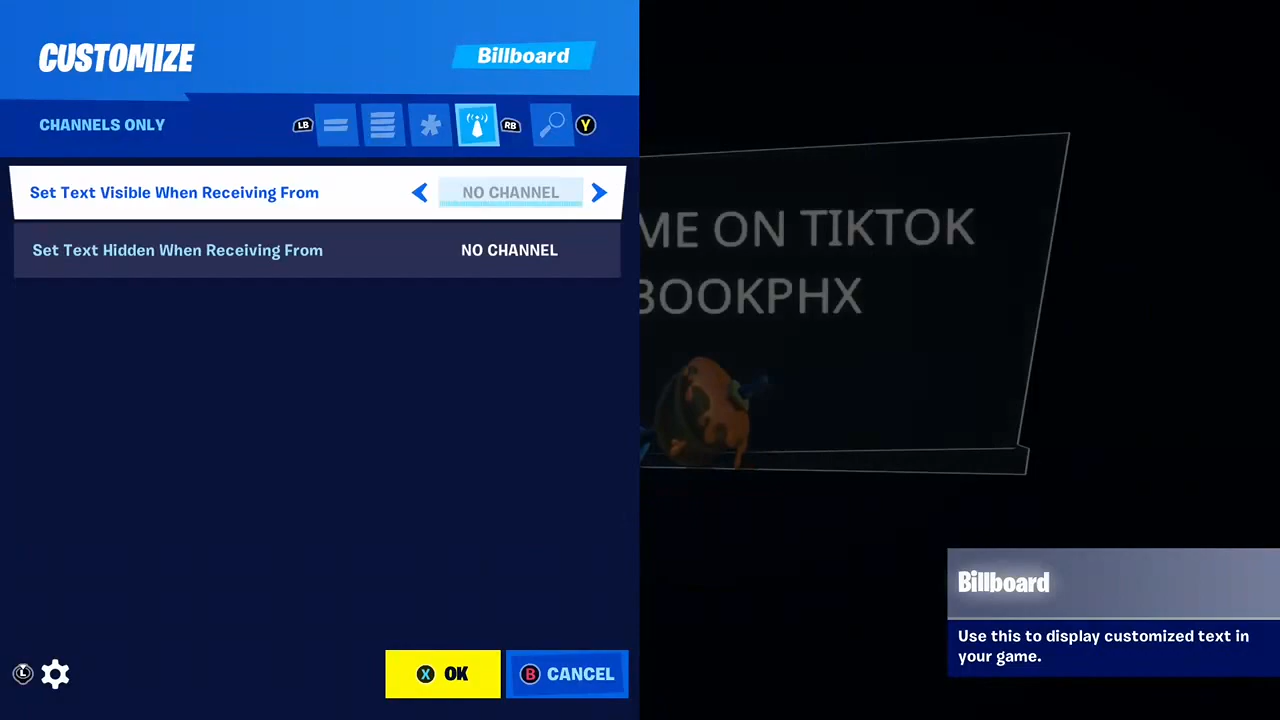 CUSTOMIZE
Billboard
CHANNELS ONLY
LB
RB
Y
Set Text Visible When Receiving From
NO CHANNEL
Set Text Hidden When Receiving From
NO CHANNEL
ME ON TIKTOK
BOOKPHX
Billboard
Use this to display customized text in
your game.
L
X OK
B CANCEL